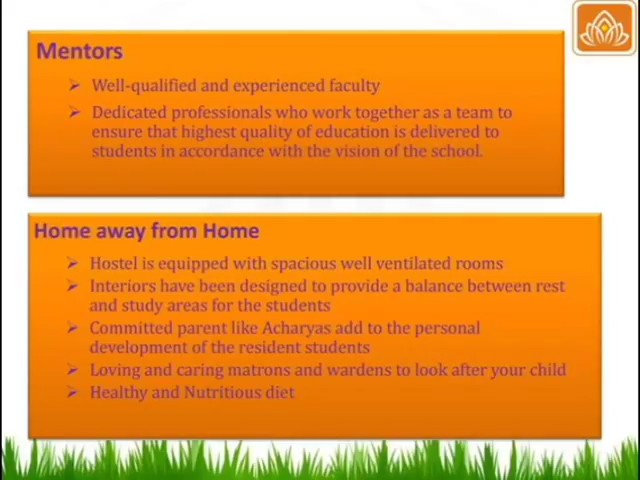 Mentors
Well-qualified and experienced faculty
Dedicated professionals who work together as a team to
ensure that highest quality of education is delivered to
students in accordance with the vision of the school.
Home away from Home
Hostel is equipped with spacious well ventilated rooms
Interiors have been designed to provide a balance between rest
and study areas for the students
Committed parent like Acharyas add to the personal
development of the resident students
Loving and caring matrons and wardens to look after your child
Healthy and Nutritious diet